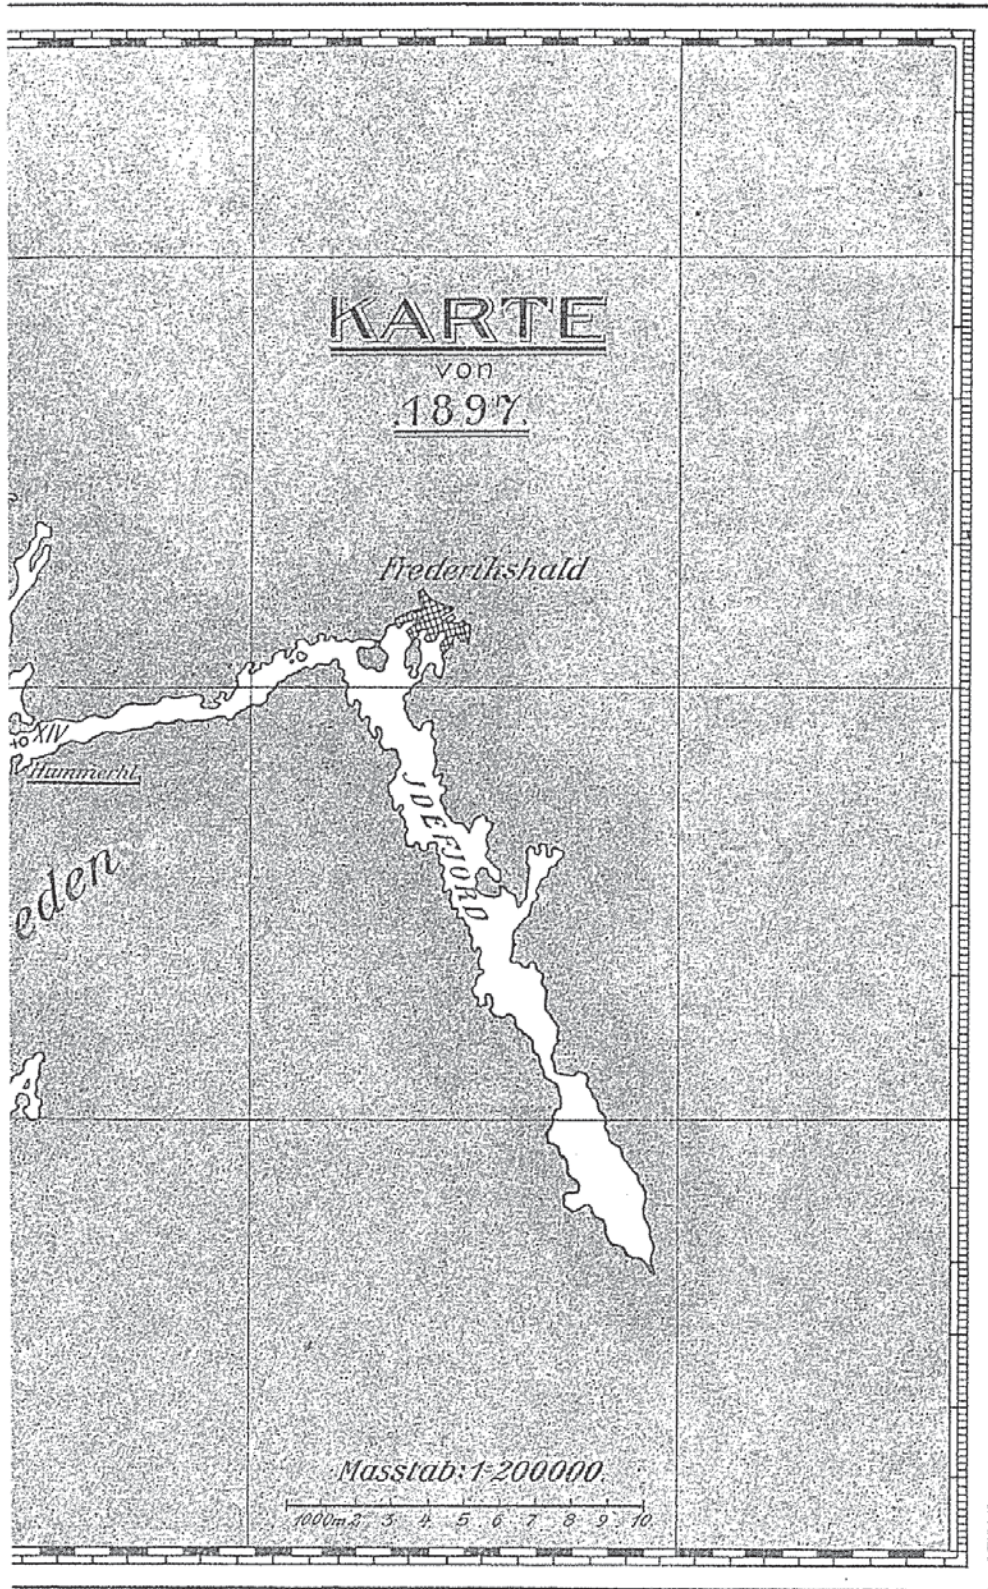 KARTE
von
1897.
Frederikshald
XIV
Hummerhl.
JDEFJORD
eden
A
Masstab: 1=200000.
1000m 2. 3. 4. 5. 6. 7. 8. 9. 10.